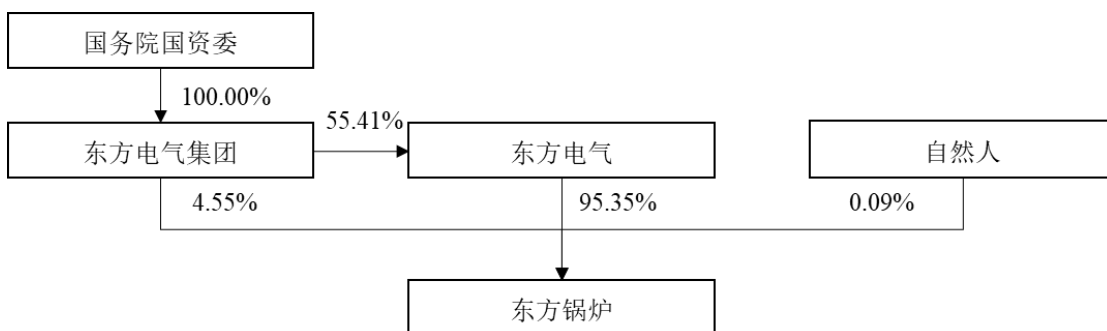 国务院国资委
100.00%
55.41%
东方电气集团
东方电气
自然人
4.55%
95.35%
0.09%
东方锅炉